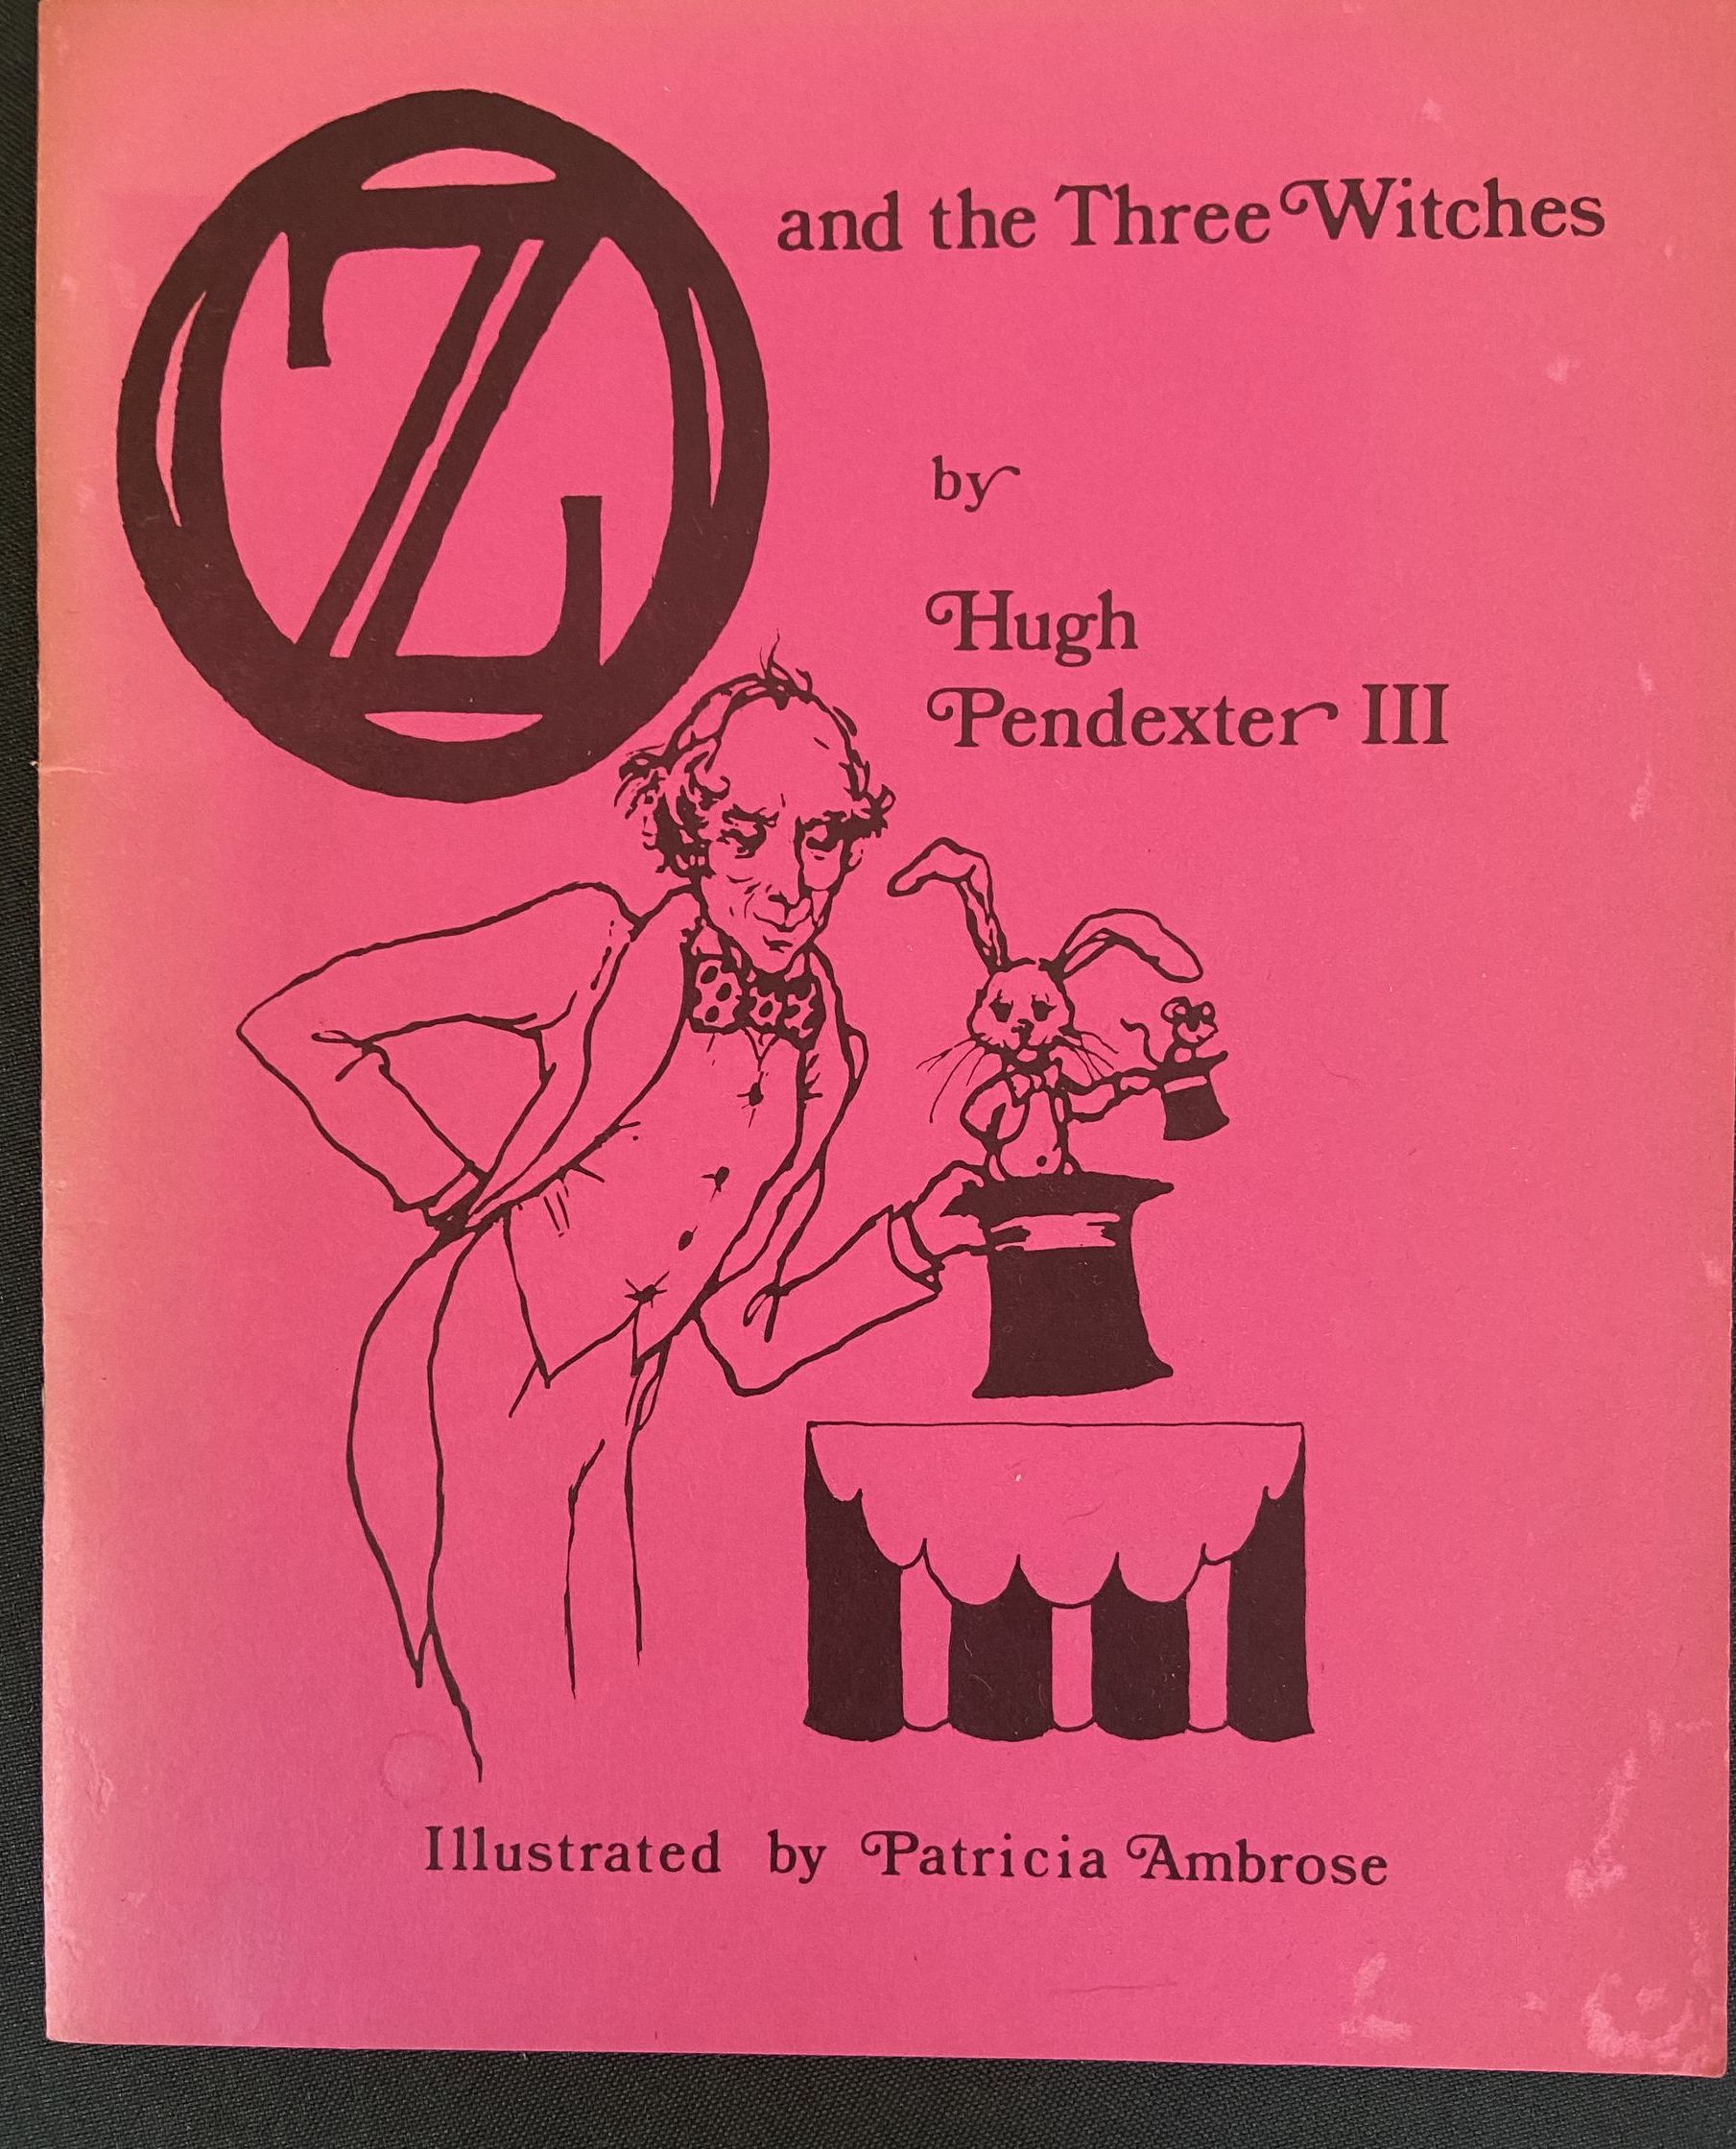 OZ and the Three Witches
by
Hugh
Pendexter III
Illustrated by Patricia Ambrose